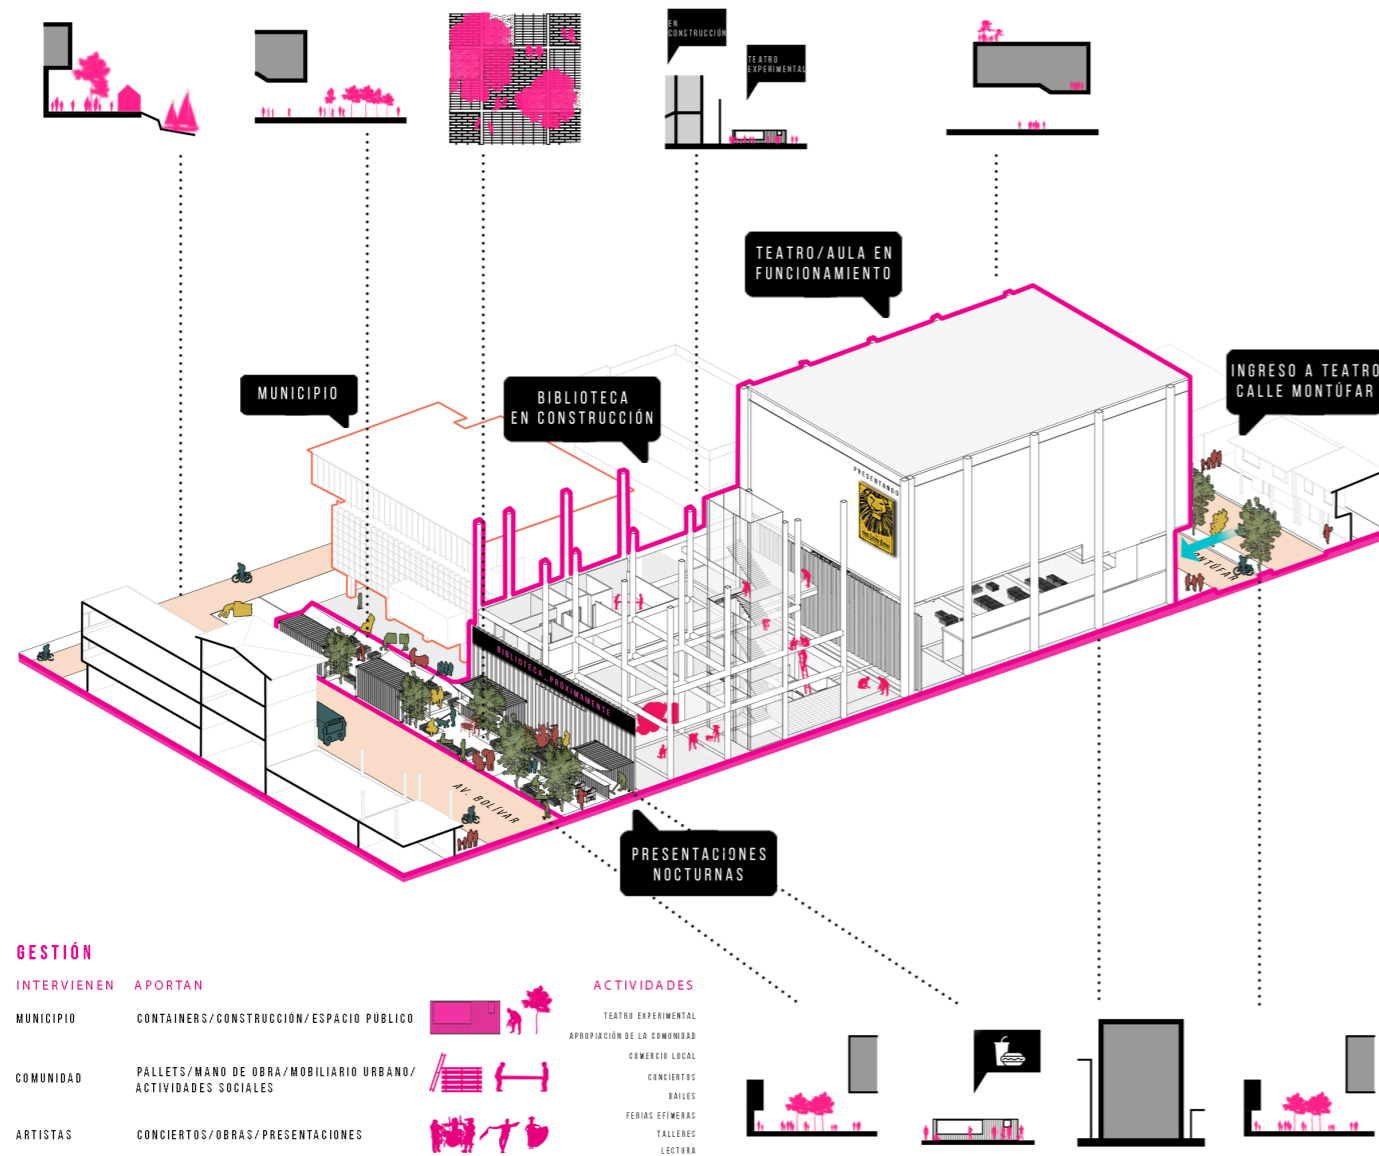 EN
CONSTRUCCIÓN
TEATRO
EXPERIMENTAL
TEATRO/AULA EN
FUNCIONAMIENTO
MUNICIPIO
BIBLIOTECA
EN CONSTRUCCIÓN
INGRESO A TEATRO
CALLE MONTÚFAR
PRESENTANDO
BIBLIOTECA _PRÓXIMAMENTE
MONTÚFAR
AV. BOLÍVAR
PRESENTACIONES
NOCTURNAS
GESTIÓN
INTERVIENEN APORTAN
MUNICIPIO CONTAINERS/CONSTRUCCIÓN/ESPACIO PÚBLICO
COMUNIDAD PALLETS/MANO DE OBRA/MOBILIARIO URBANO/
ACTIVIDADES SOCIALES
ARTISTAS CONCIERTOS/OBRAS/PRESENTACIONES
ACTIVIDADES
TEATRO EXPERIMENTAL
APROPIACIÓN DE LA COMUNIDAD
COMERCIO LOCAL
CONCIERTOS
BAILES
FERIAS EFÍMERAS
TALLERES
LECTURA